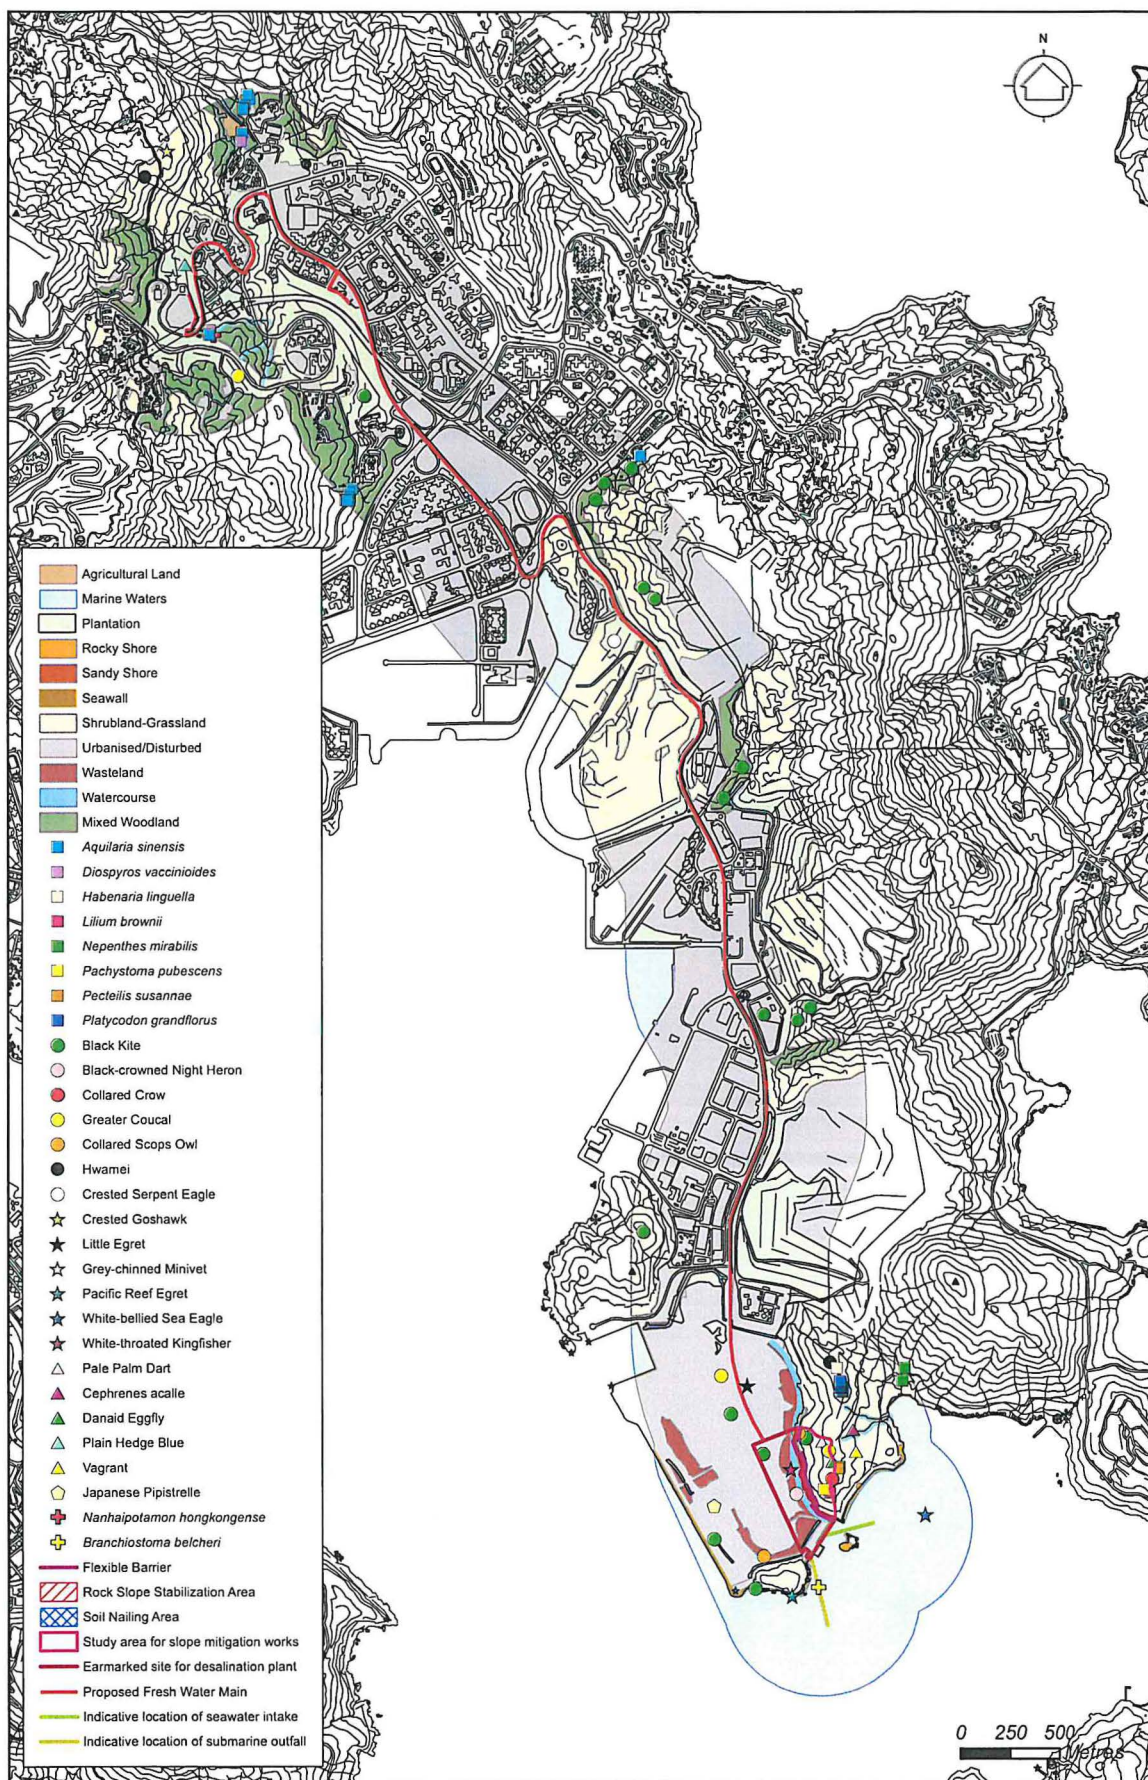 N
Agricultural Land
Marine Waters
Plantation
Rocky Shore
Sandy Shore
Seawall
Shrubland-Grassland
Urbanised/Disturbed
Wasteland
Watercourse
Mixed Woodland
Aquilaria sinensis
Diospyros vaccinioides
Habenaria linguella
Lilium brownii
Nepenthes mirabilis
Pachystoma pubescens
Pecteilis susannae
Platycodon grandflorus
Black Kite
Black-crowned Night Heron
Collared Crow
Greater Coucal
Collared Scops Owl
Hwamei
Crested Serpent Eagle
Crested Goshawk
Little Egret
Grey-chinned Minivet
Pacific Reef Egret
White-bellied Sea Eagle
White-throated Kingfisher
Pale Palm Dart
Cephrenes acalle
Danaid Eggfly
Plain Hedge Blue
Vagrant
Japanese Pipistrelle
Nanhaipotamon hongkongense
Branchiostoma belcheri
Flexible Barrier
Rock Slope Stabilization Area
Soil Nailing Area
Study area for slope mitigation works
Earmarked site for desalination plant
Proposed Fresh Water Main
Indicative location of seawater intake
Indicative location of submarine outfall
0 250 500
Metres